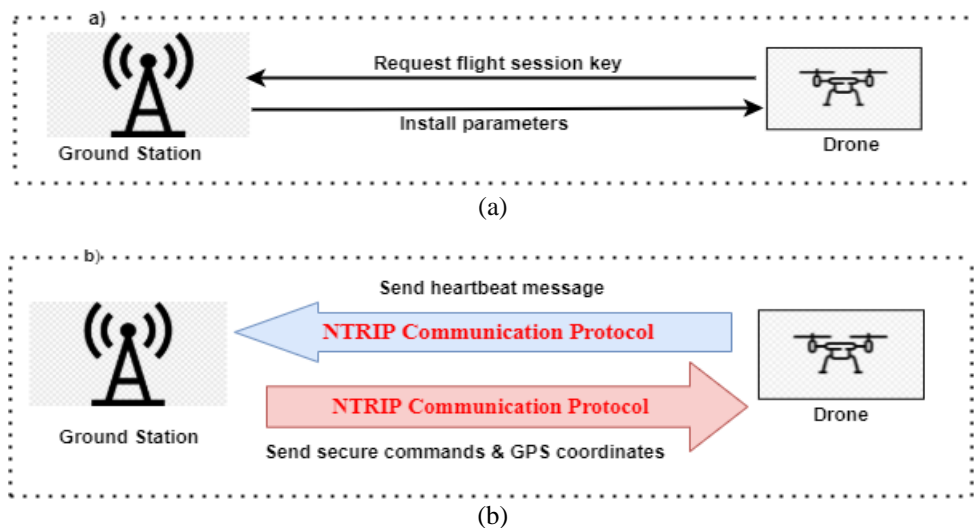 a)
Request flight session key
Install parameters
Ground Station
Drone
(a)
b)
Send heartbeat message
NTRIP Communication Protocol
NTRIP Communication Protocol
Drone
Ground Station
Send secure commands & GPS coordinates
(b)